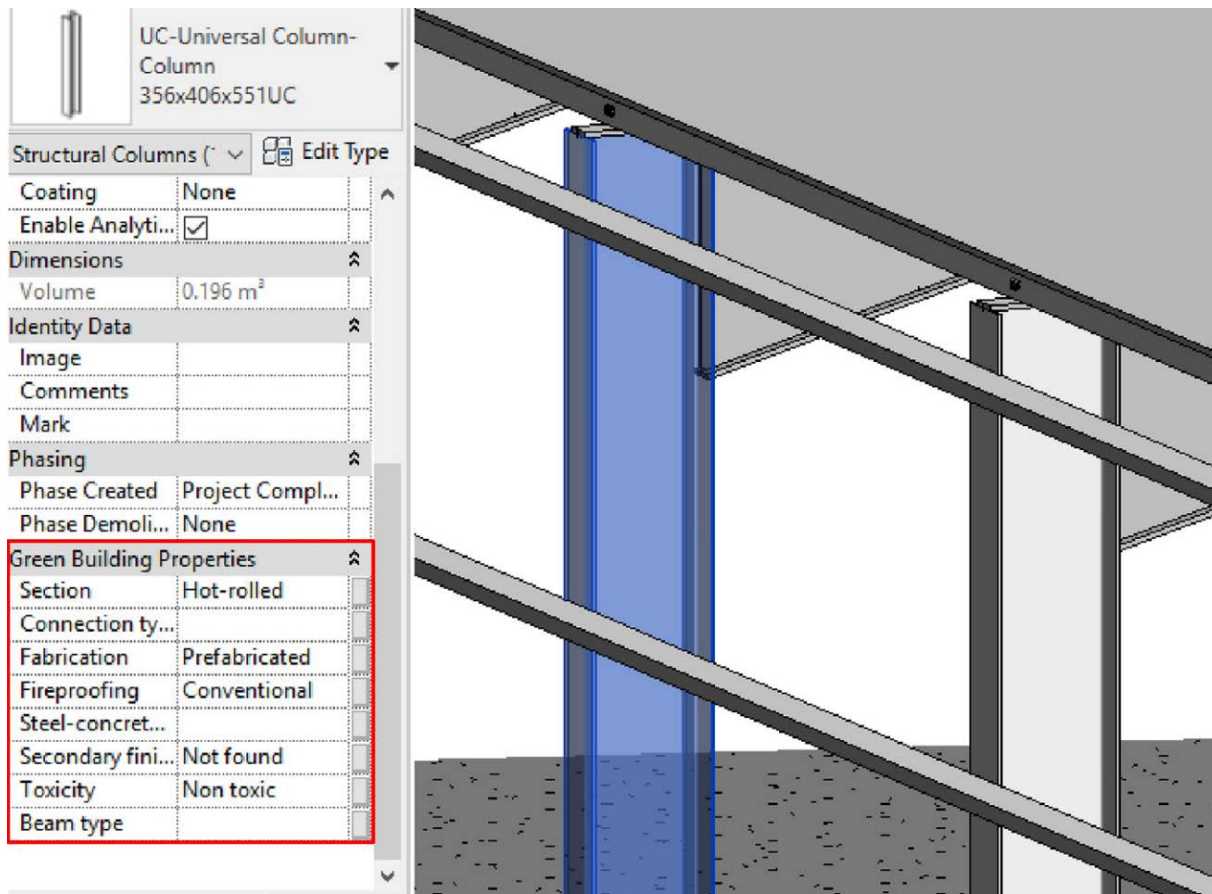 UC-Universal Column-
Column
356x406x551UC
Structural Columns (
Edit Type
Coating None
Enable Analyti...
Dimensions
Volume 0.196 m³
Identity Data
Image
Comments
Mark
Phasing
Phase Created Project Compl...
Phase Demoli... None
Green Building Properties
Section Hot-rolled
Connection ty...
Fabrication Prefabricated
Fireproofing Conventional
Steel-concret...
Secondary fini... Not found
Toxicity Non toxic
Beam type